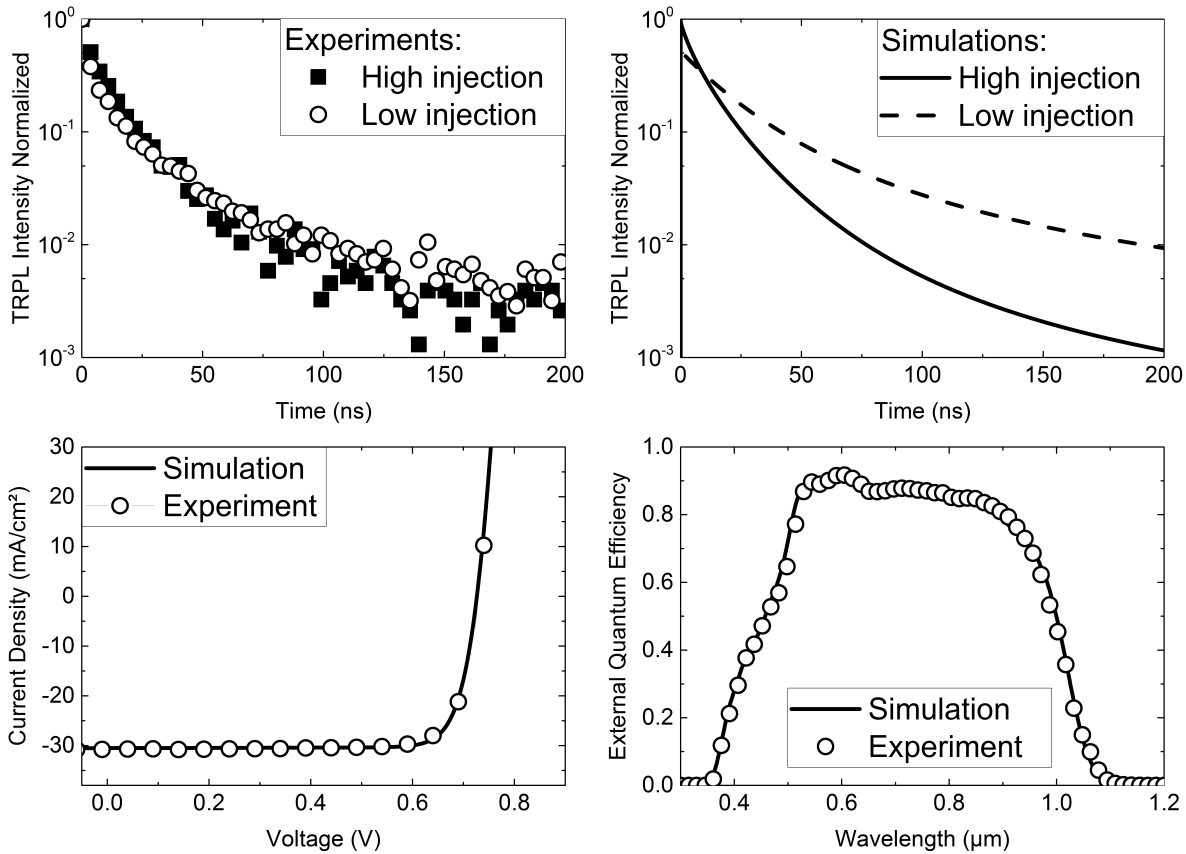 TRPL Intensity Normalized
10⁰
10⁻¹
10⁻²
10⁻³
Experiments:
High injection
Low injection
0 50 100 150 200
Time (ns)
TRPL Intensity Normalized
10⁰
10⁻¹
10⁻²
10⁻³
Simulations:
High injection
Low injection
0 50 100 150 200
Time (ns)
Current Density (mA/cm²)
30
20
10
0
-10
-20
-30
Simulation
Experiment
0.0 0.2 0.4 0.6 0.8
Voltage (V)
External Quantum Efficiency
1.0
0.8
0.6
0.4
0.2
0.0
Simulation
Experiment
0.4 0.6 0.8 1.0 1.2
Wavelength (µm)